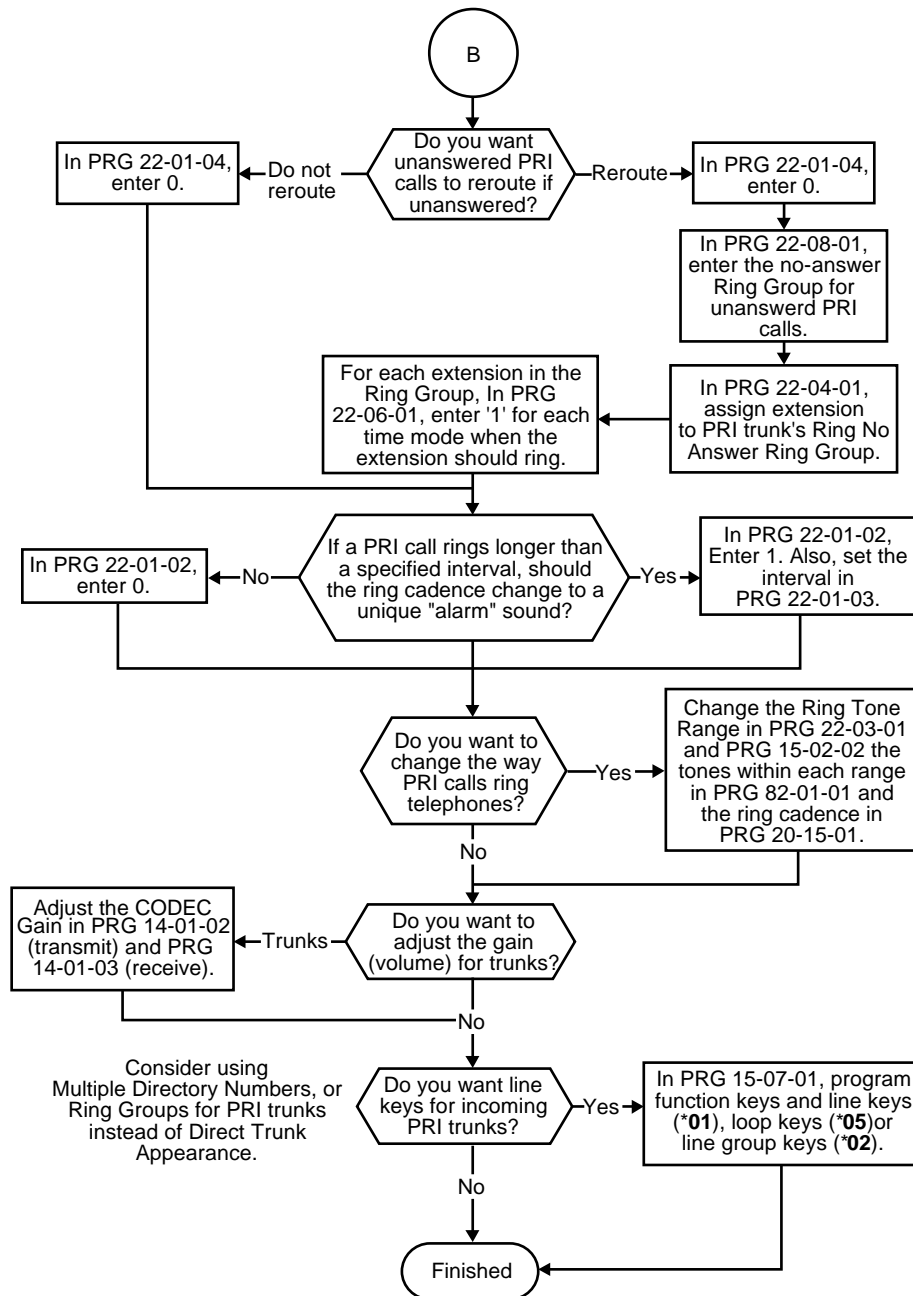 B
Do you want
unanswered PRI
calls to reroute if
unanswered?
Do not
reroute
In PRG 22-01-04,
enter 0.
Reroute
In PRG 22-01-04,
enter 0.
In PRG 22-08-01,
enter the no-answer
Ring Group for
unanswerd PRI
calls.
In PRG 22-04-01,
assign extension
to PRI trunk's Ring No
Answer Ring Group.
For each extension in the
Ring Group, In PRG
22-06-01, enter '1' for each
time mode when the
extension should ring.
If a PRI call rings longer than
a specified interval, should
the ring cadence change to a
unique "alarm" sound?
No
In PRG 22-01-02,
enter 0.
Yes
In PRG 22-01-02,
Enter 1. Also, set the
interval in
PRG 22-01-03.
Do you want to
change the way
PRI calls ring
telephones?
Yes
Change the Ring Tone
Range in PRG 22-03-01
and PRG 15-02-02 the
tones within each range
in PRG 82-01-01 and
the ring cadence in
PRG 20-15-01.
No
Do you want to
adjust the gain
(volume) for trunks?
Trunks
Adjust the CODEC
Gain in PRG 14-01-02
(transmit) and PRG
14-01-03 (receive).
No
Consider using
Multiple Directory Numbers, or
Ring Groups for PRI trunks
instead of Direct Trunk
Appearance.
Do you want line
keys for incoming
PRI trunks?
Yes
In PRG 15-07-01, program
function keys and line keys
(*01), loop keys (*05)or
line group keys (*02).
No
Finished